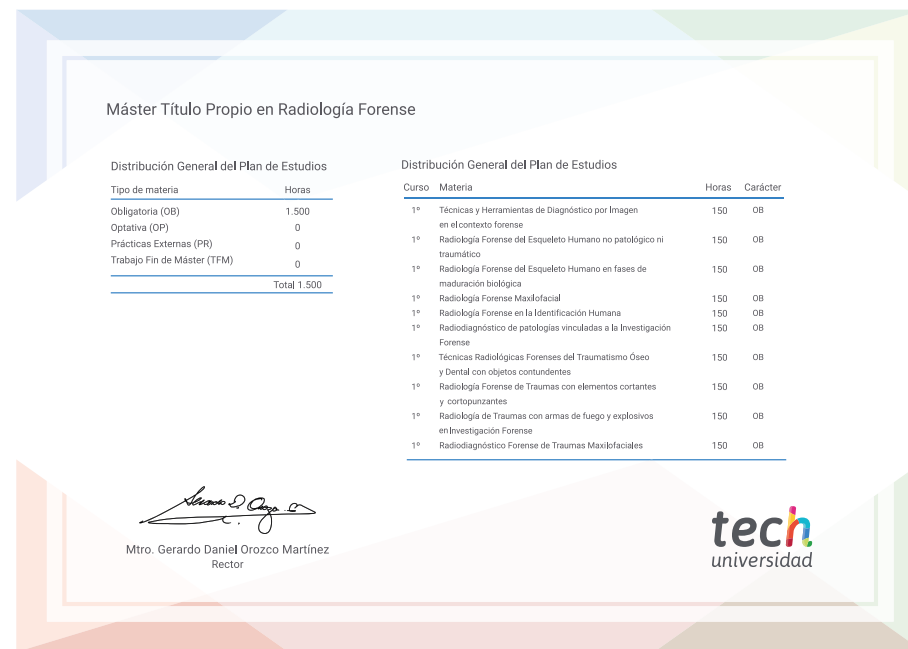 Máster Título Propio en Radiología Forense
Distribución General del Plan de Estudios
Tipo de materia Horas
Obligatoria (OB) 1.500
Optativa (OP) 0
Prácticas Externas (PR) 0
Trabajo Fin de Máster (TFM) 0
Total 1.500
Distribución General del Plan de Estudios
Curso Materia Horas Carácter
1º Técnicas y Herramientas de Diagnóstico por Imagen 150 OB
en el contexto forense
1º Radiología Forense del Esqueleto Humano no patológico ni 150 OB
traumático
1º Radiología Forense del Esqueleto Humano en fases de 150 OB
maduración biológica
1º Radiología Forense Maxilofacial 150 OB
1º Radiología Forense en la Identificación Humana 150 OB
1º Radiodiagnóstico de patologías vinculadas a la Investigación 150 OB
Forense
1º Técnicas Radiológicas Forenses del Traumatismo Óseo 150 OB
y Dental con objetos contundentes
1º Radiología Forense de Traumas con elementos cortantes 150 OB
y cortopunzantes
1º Radiología de Traumas con armas de fuego y explosivos 150 OB
en Investigación Forense
1º Radiodiagnóstico Forense de Traumas Maxilofaciales 150 OB
Mtro. Gerardo Daniel Orozco Martínez
Rector
tech
universidad